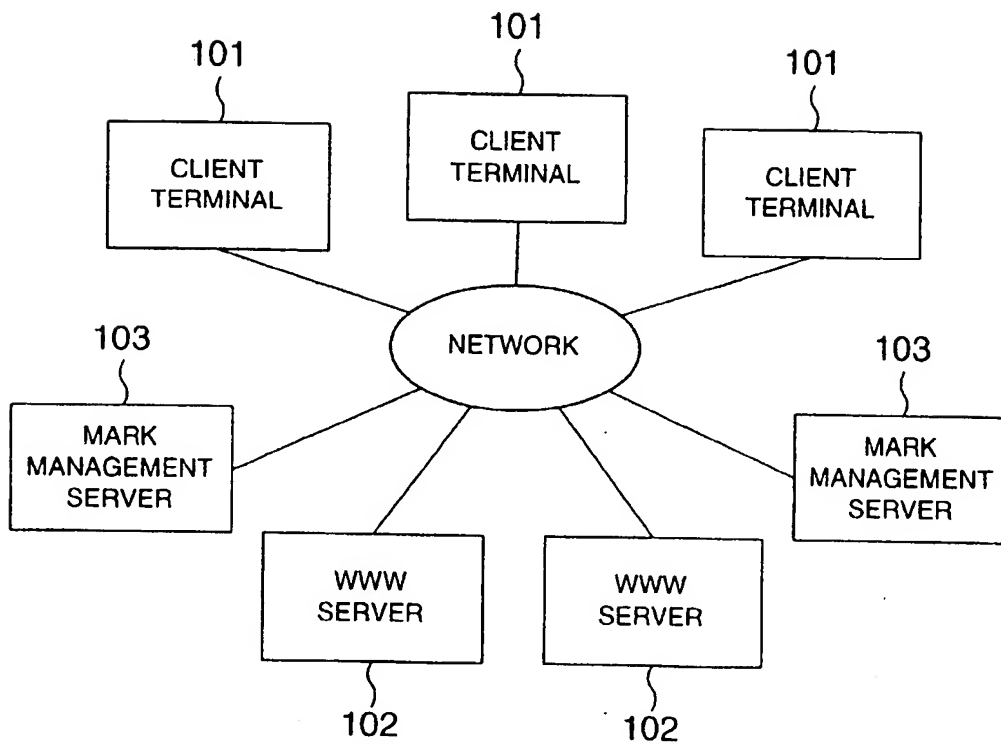 101
101
101
CLIENT
TERMINAL
CLIENT
TERMINAL
CLIENT
TERMINAL
NETWORK
103
103
MARK
MANAGEMENT
SERVER
MARK
MANAGEMENT
SERVER
WWW
SERVER
WWW
SERVER
102
102